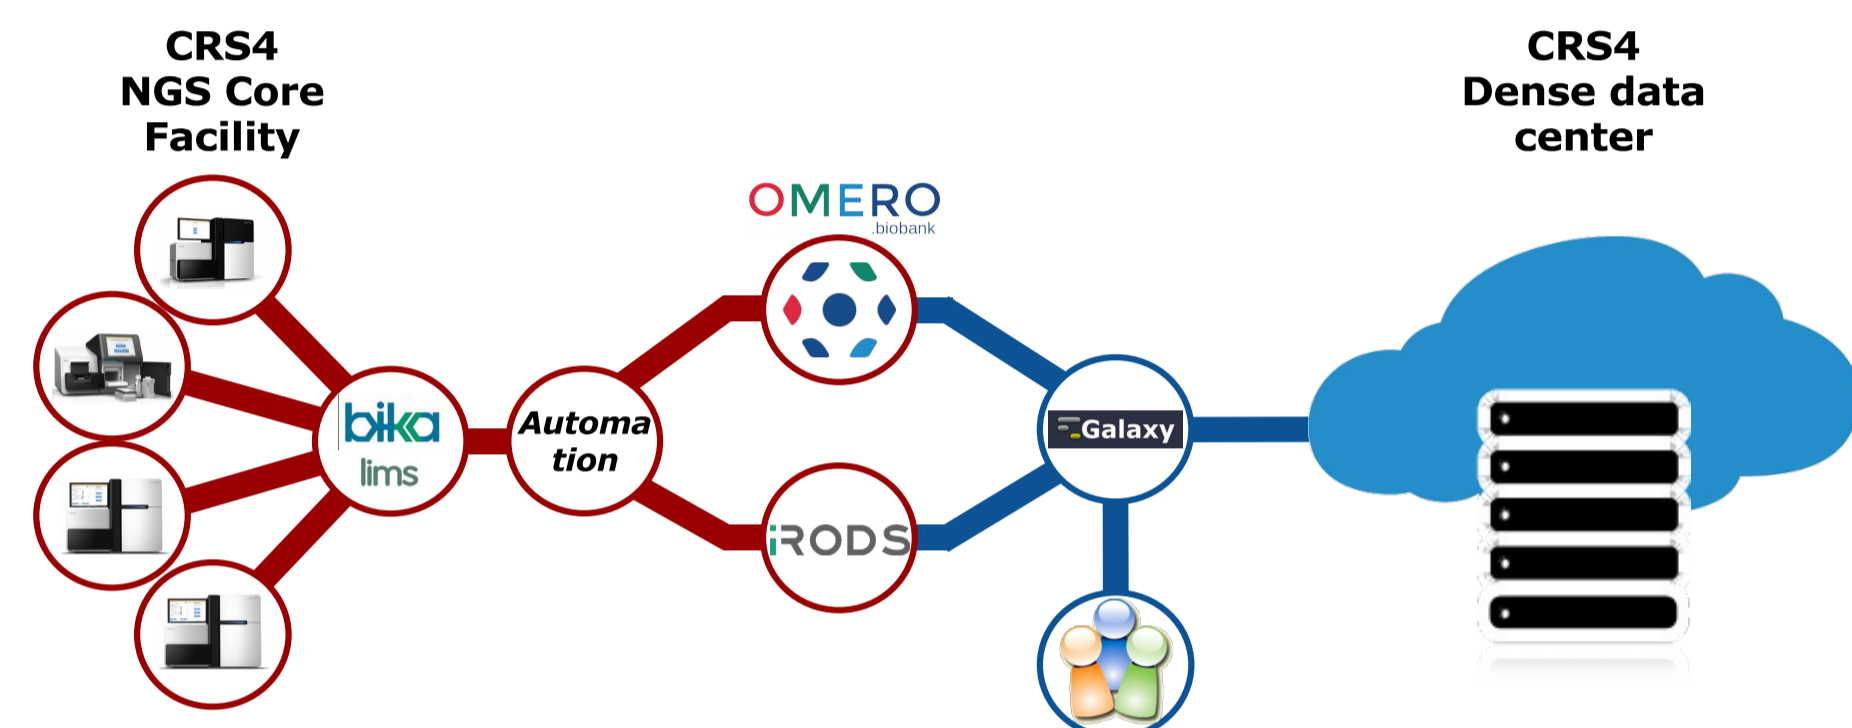 CRS4
NGS Core
Facility
CRS4
Dense data
center
OMERO
.biobank
bika
lims
Automa
tion
Galaxy
iRODS